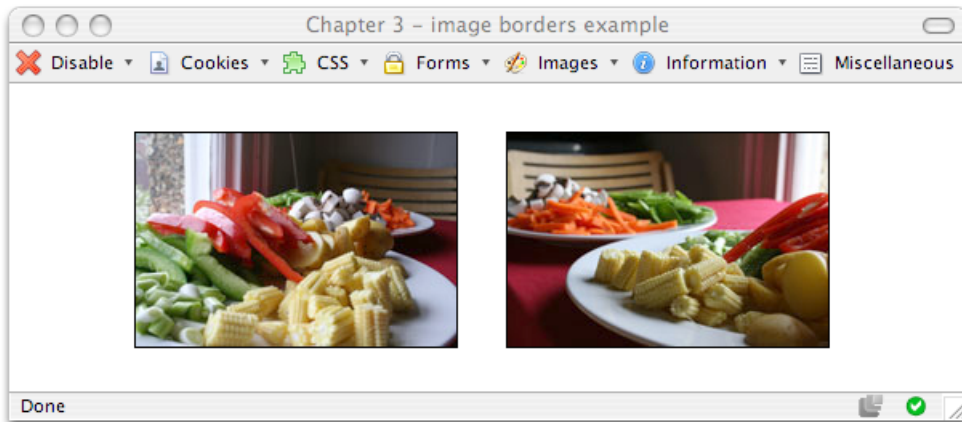 Chapter 3 – image borders example
Disable Cookies CSS Forms Images Information Miscellaneous
Done